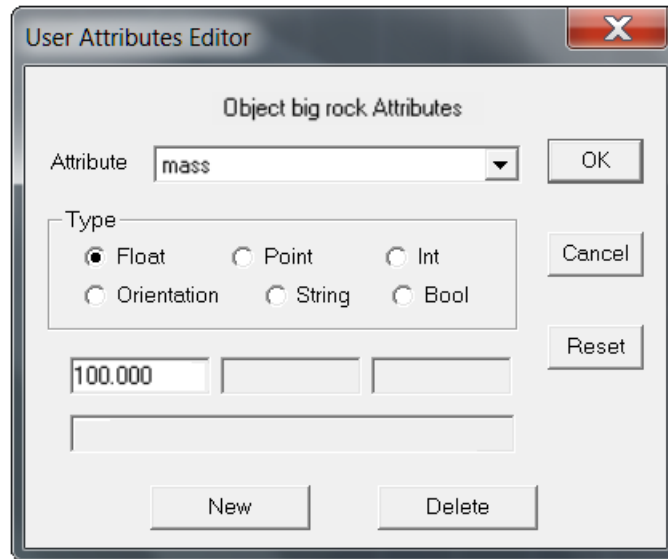 User Attributes Editor
X
Object big rock Attributes
Attribute mass OK
Type
Float Point Int Cancel
Orientation String Bool
Reset
100.000
New Delete